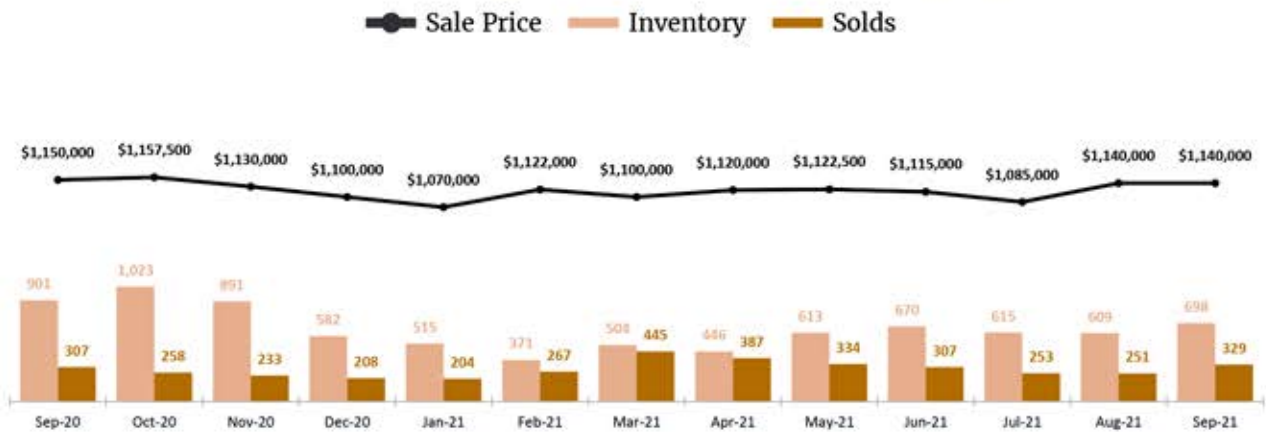 Sale Price Inventory Solds
$1,150,000 $1,157,500 $1,130,000 $1,100,000 $1,070,000 $1,122,000 $1,100,000 $1,120,000 $1,122,500 $1,115,000 $1,085,000 $1,140,000 $1,140,000
901 1,023 891 582 515 371 504 446 613 670 615 609 698
307 258 233 208 204 267 445 387 334 307 253 251 329
Sep-20 Oct-20 Nov-20 Dec-20 Jan-21 Feb-21 Mar-21 Apr-21 May-21 Jun-21 Jul-21 Aug-21 Sep-21